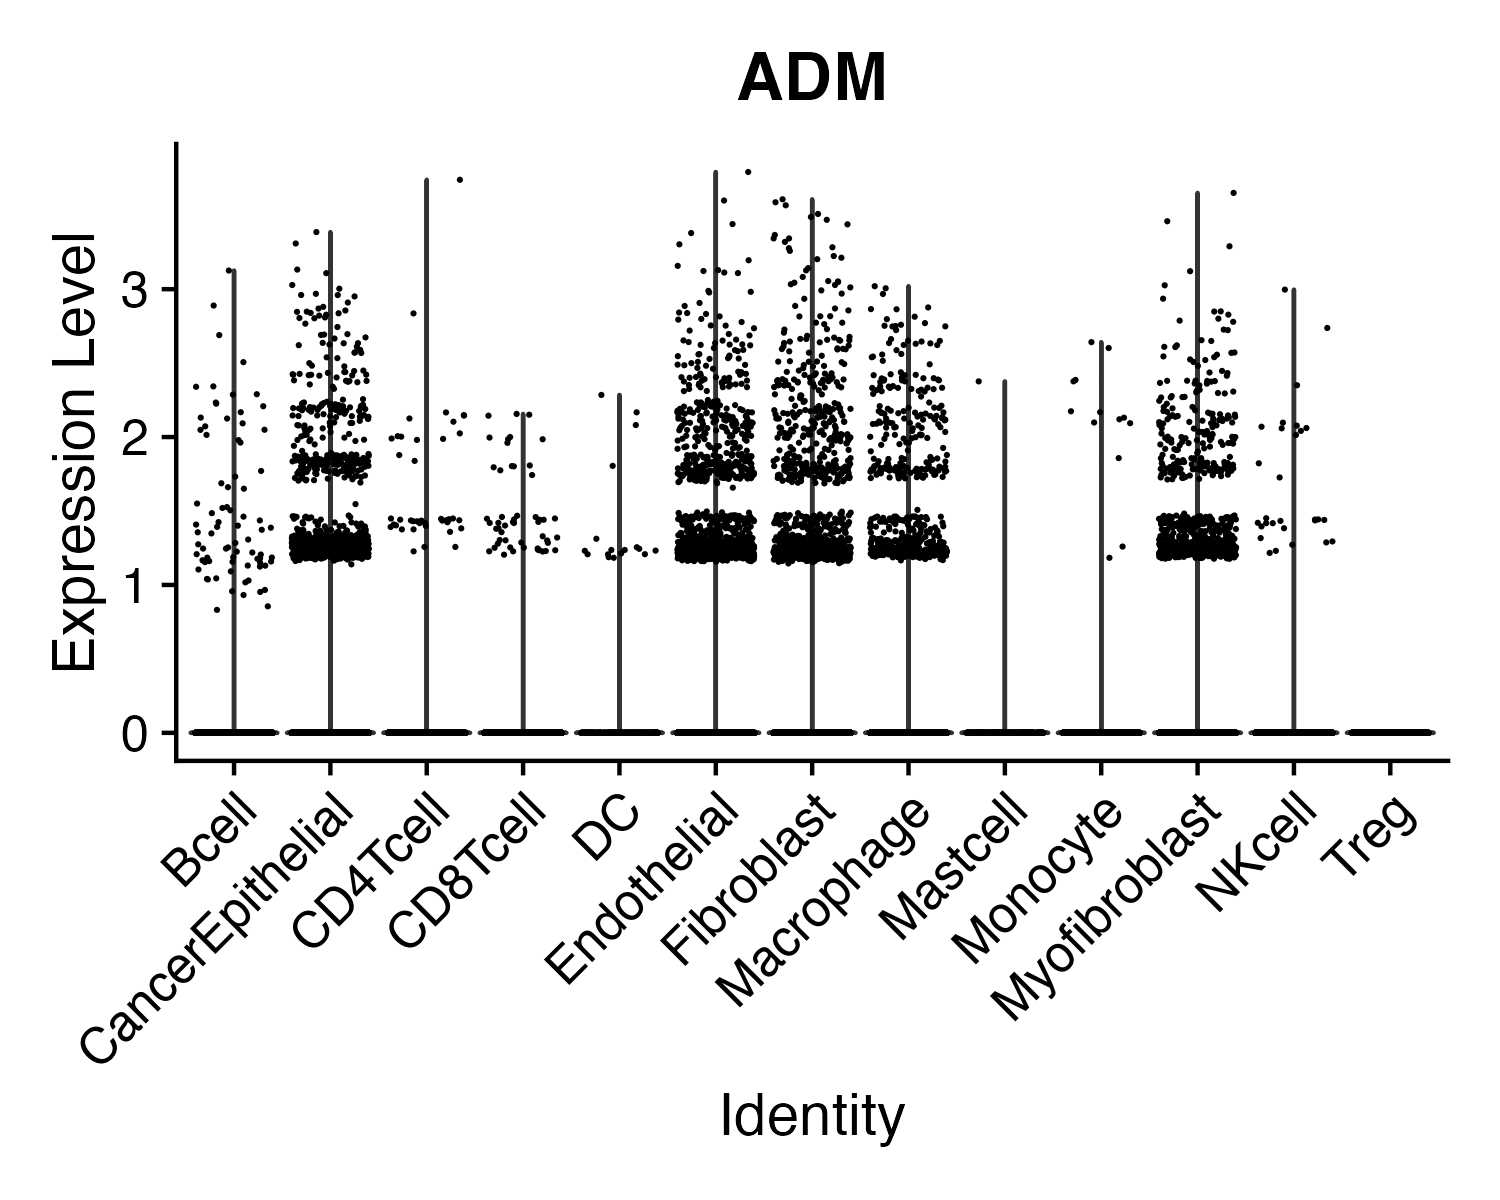 ADM
Expression Level
3
2
1
0
Bcell
CancerEpithelial
CD4Tcell
CD8Tcell
DC
Endothelial
Fibroblast
Macrophage
Mastcell
Monocyte
Myofibroblast
NKcell
Treg
Identity